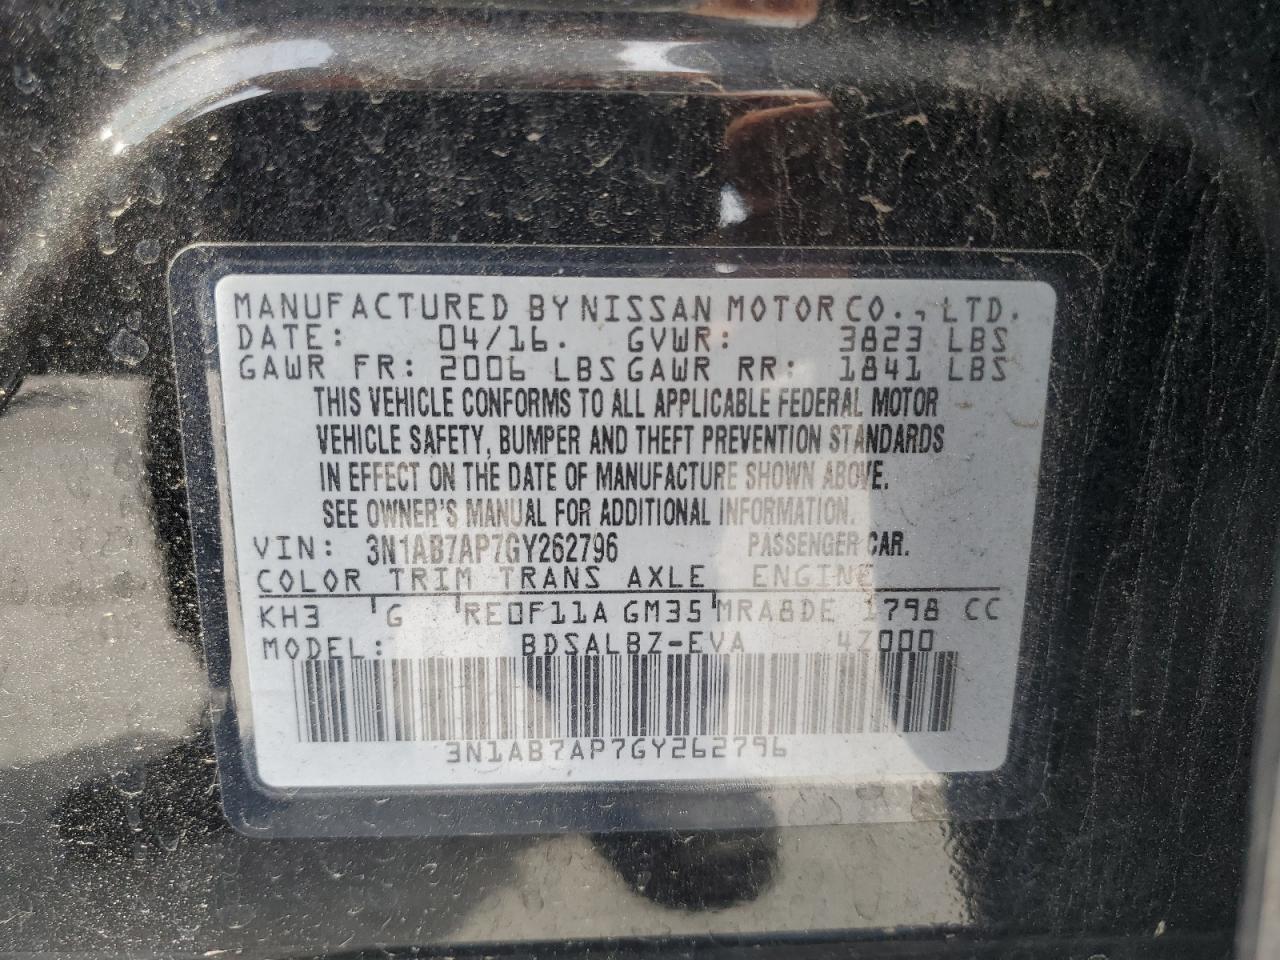 MANUFACTURED BY NISSAN MOTOR CO., LTD.
DATE: 04/16. GVWR: 3823 LBS
GAWR FR: 2006 LBS GAWR RR: 1841 LBS
THIS VEHICLE CONFORMS TO ALL APPLICABLE FEDERAL MOTOR
VEHICLE SAFETY, BUMPER AND THEFT PREVENTION STANDARDS
IN EFFECT ON THE DATE OF MANUFACTURE SHOWN ABOVE.
SEE OWNER'S MANUAL FOR ADDITIONAL INFORMATION.
VIN: 3N1AB7AP7GY262796 PASSENGER CAR.
COLOR TRIM TRANS AXLE ENGINE
KH3 G RE0F11A GM35 MRA8DE 1798 CC
MODEL: BDSALBZ-EVA 4Z000
3N1AB7AP7GY262796